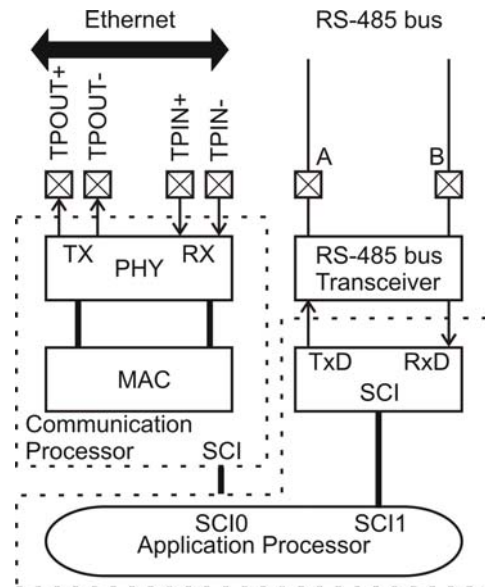 Ethernet
RS-485 bus
TPOUT+
TPOUT-
TPIN+
TPIN-
A
B
TX
RX
PHY
RS-485 bus
Transceiver
TxD
RxD
SCI
MAC
Communication
Processor
SCI
SCI0
SCI1
Application Processor